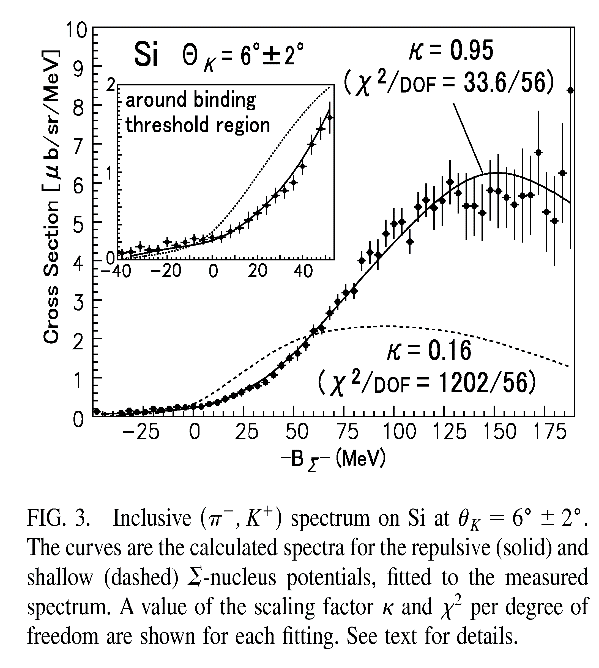 10
9
8
7
6
5
4
3
2
1
0
Cross Section [μb/sr/MeV]
Si ΘK = 6°±2°
κ = 0.95
(χ²/DOF = 33.6/56)
2
1
0
around binding
threshold region
-40 -20 0 20 40
κ = 0.16
(χ²/DOF = 1202/56)
-25 0 25 50 75 100 125 150 175
-BΣ- (MeV)
FIG. 3. Inclusive (π⁻, K⁺) spectrum on Si at θK = 6° ± 2°.
The curves are the calculated spectra for the repulsive (solid) and
shallow (dashed) Σ-nucleus potentials, fitted to the measured
spectrum. A value of the scaling factor κ and χ² per degree of
freedom are shown for each fitting. See text for details.